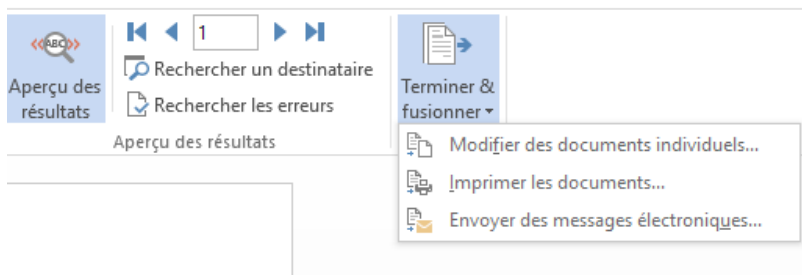 «ABC»
1
Rechercher un destinataire
Rechercher les erreurs
Aperçu des
résultats
Aperçu des résultats
Terminer &
fusionner
Modifier des documents individuels...
Imprimer les documents...
Envoyer des messages électroniques...